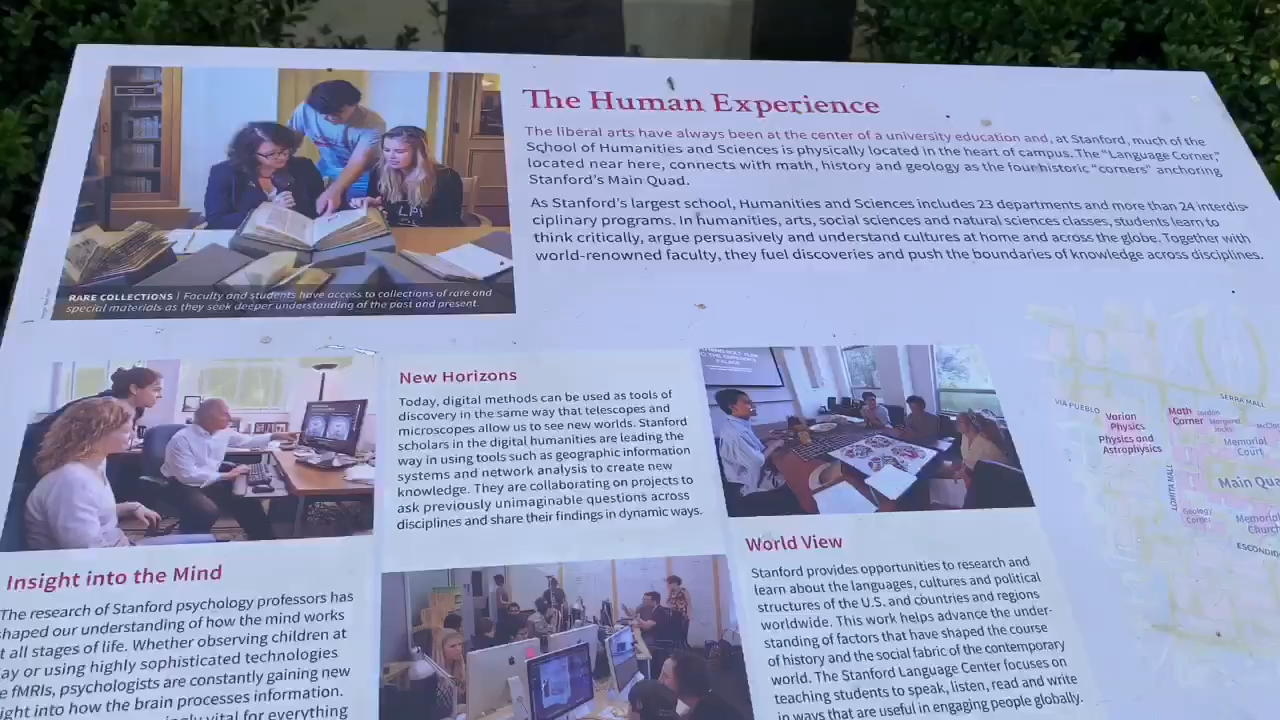 The Human Experience
The liberal arts have always been at the center of a university education and, at Stanford, much of the
School of Humanities and Sciences is physically located in the heart of campus. The "Language Corner,"
located near here, connects with math, history and geology as the four historic "corners" anchoring
Stanford's Main Quad.
As Stanford's largest school, Humanities and Sciences includes 23 departments and more than 24 interdis-
ciplinary programs. In humanities, arts, social sciences and natural sciences classes, students learn to
think critically, argue persuasively and understand cultures at home and across the globe. Together with
world-renowned faculty, they fuel discoveries and push the boundaries of knowledge across disciplines.
RARE COLLECTIONS | Faculty and students have access to collections of rare and
special materials as they seek deeper understanding of the past and present.
Insight into the Mind
The research of Stanford psychology professors has
shaped our understanding of how the mind works
t all stages of life. Whether observing children at
ay or using highly sophisticated technologies
e fMRIs, psychologists are constantly gaining new
ight into how the brain processes information.
ingly vital for everything
New Horizons
Today, digital methods can be used as tools of
discovery in the same way that telescopes and
microscopes allow us to see new worlds. Stanford
scholars in the digital humanities are leading the
way in using tools such as geographic information
systems and network analysis to create new
knowledge. They are collaborating on projects to
ask previously unimaginable questions across
disciplines and share their findings in dynamic ways.
World View
Stanford provides opportunities to research and
learn about the languages, cultures and political
structures of the U.S. and countries and regions
worldwide. This work helps advance the under-
standing of factors that have shaped the course
of history and the social fabric of the contemporary
world. The Stanford Language Center focuses on
teaching students to speak, listen, read and write
in ways that are useful in engaging people globally.
VIA PUEBLO
SERRA MALL
Varian
Physics
Physics and
Astrophysics
Math
Corner
Jordan
Margaret
Jacks
McCl
Memorial
Court
LOMITA MALL
Main Qua
Geology
Corner
Memorial
Church
ESCONDID